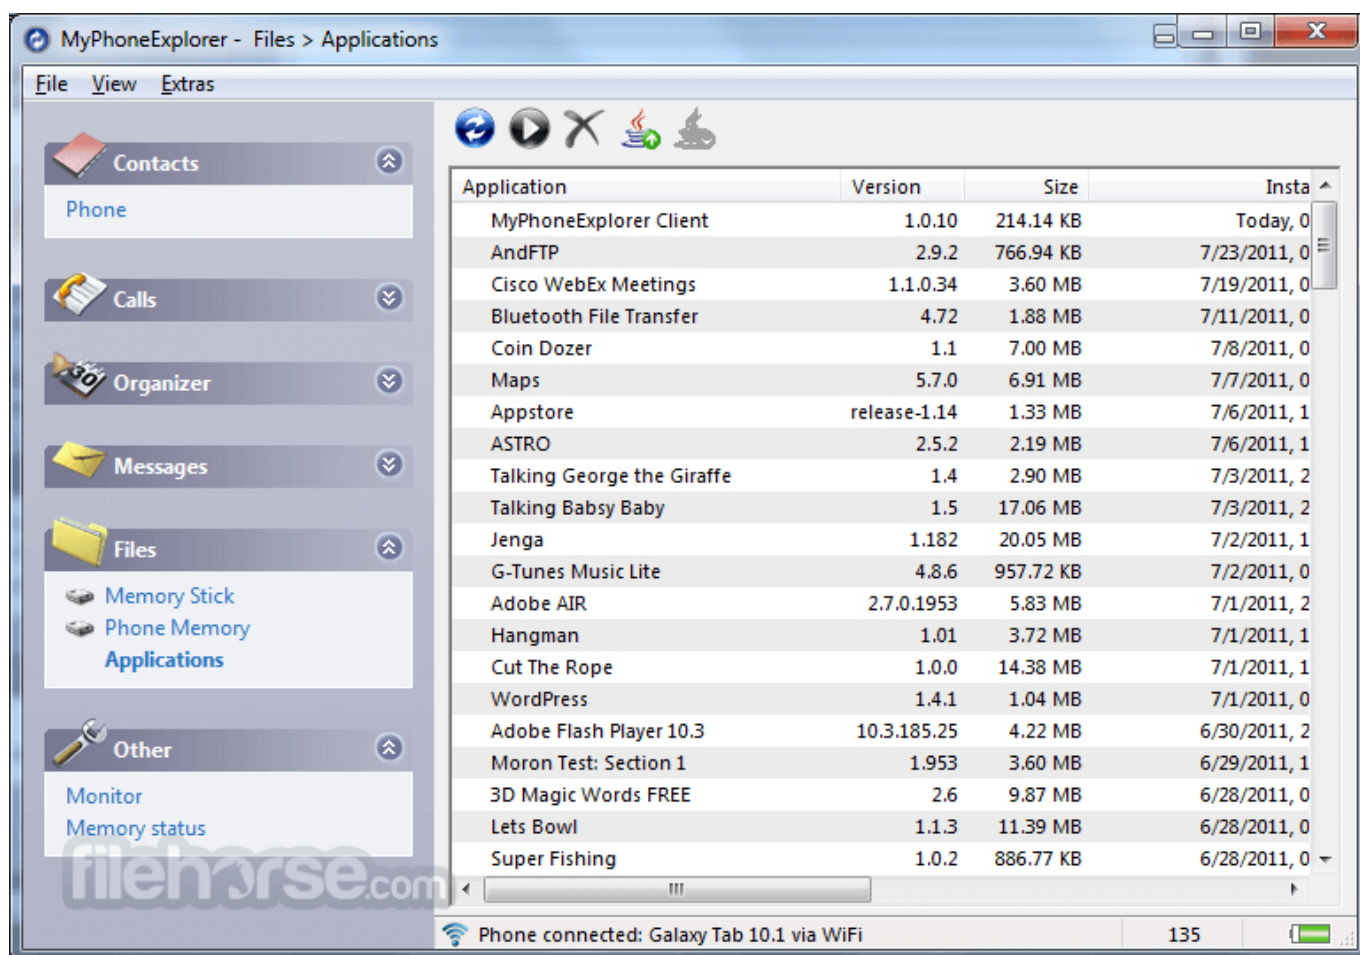 MyPhoneExplorer - Files > Applications
File View Extras
Contacts
Phone
Calls
30
Organizer
Messages
Files
Memory Stick
Phone Memory
Applications
Other
Monitor
Memory status
filehorse.com
Application Version Size Insta
MyPhoneExplorer Client 1.0.10 214.14 KB Today, 0
AndFTP 2.9.2 766.94 KB 7/23/2011, 0
Cisco WebEx Meetings 1.1.0.34 3.60 MB 7/19/2011, 0
Bluetooth File Transfer 4.72 1.88 MB 7/11/2011, 0
Coin Dozer 1.1 7.00 MB 7/8/2011, 0
Maps 5.7.0 6.91 MB 7/7/2011, 0
Appstore release-1.14 1.33 MB 7/6/2011, 1
ASTRO 2.5.2 2.19 MB 7/6/2011, 1
Talking George the Giraffe 1.4 2.90 MB 7/3/2011, 2
Talking Babsy Baby 1.5 17.06 MB 7/3/2011, 2
Jenga 1.182 20.05 MB 7/2/2011, 1
G-Tunes Music Lite 4.8.6 957.72 KB 7/2/2011, 0
Adobe AIR 2.7.0.1953 5.83 MB 7/1/2011, 2
Hangman 1.01 3.72 MB 7/1/2011, 1
Cut The Rope 1.0.0 14.38 MB 7/1/2011, 1
WordPress 1.4.1 1.04 MB 7/1/2011, 0
Adobe Flash Player 10.3 10.3.185.25 4.22 MB 6/30/2011, 2
Moron Test: Section 1 1.953 3.60 MB 6/29/2011, 1
3D Magic Words FREE 2.6 9.87 MB 6/28/2011, 0
Lets Bowl 1.1.3 11.39 MB 6/28/2011, 0
Super Fishing 1.0.2 886.77 KB 6/28/2011, 0
Phone connected: Galaxy Tab 10.1 via WiFi 135